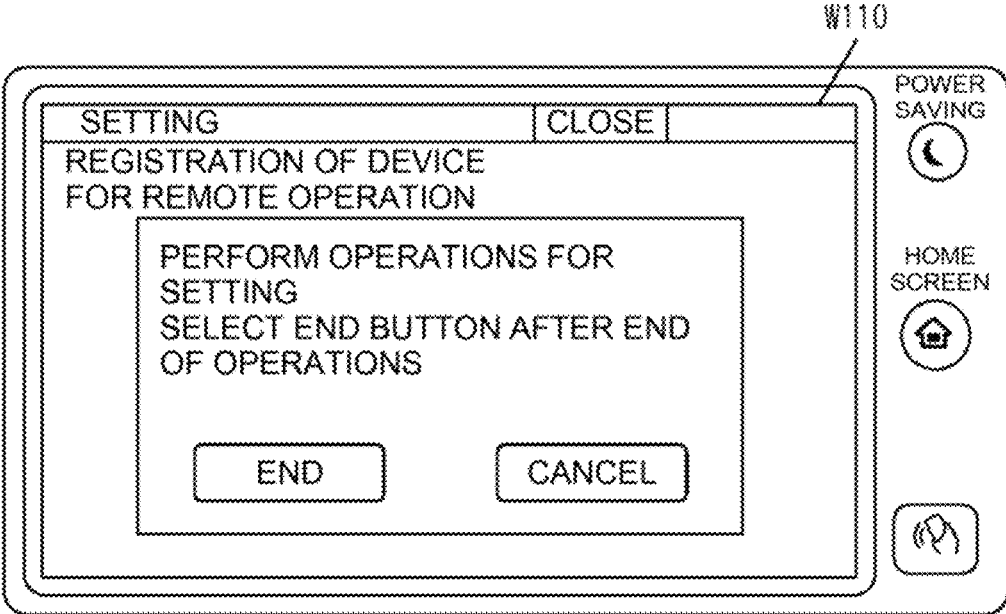 W110
POWER
SAVING
SETTING
CLOSE
REGISTRATION OF DEVICE
FOR REMOTE OPERATION
HOME
SCREEN
PERFORM OPERATIONS FOR
SETTING
SELECT END BUTTON AFTER END
OF OPERATIONS
END
CANCEL